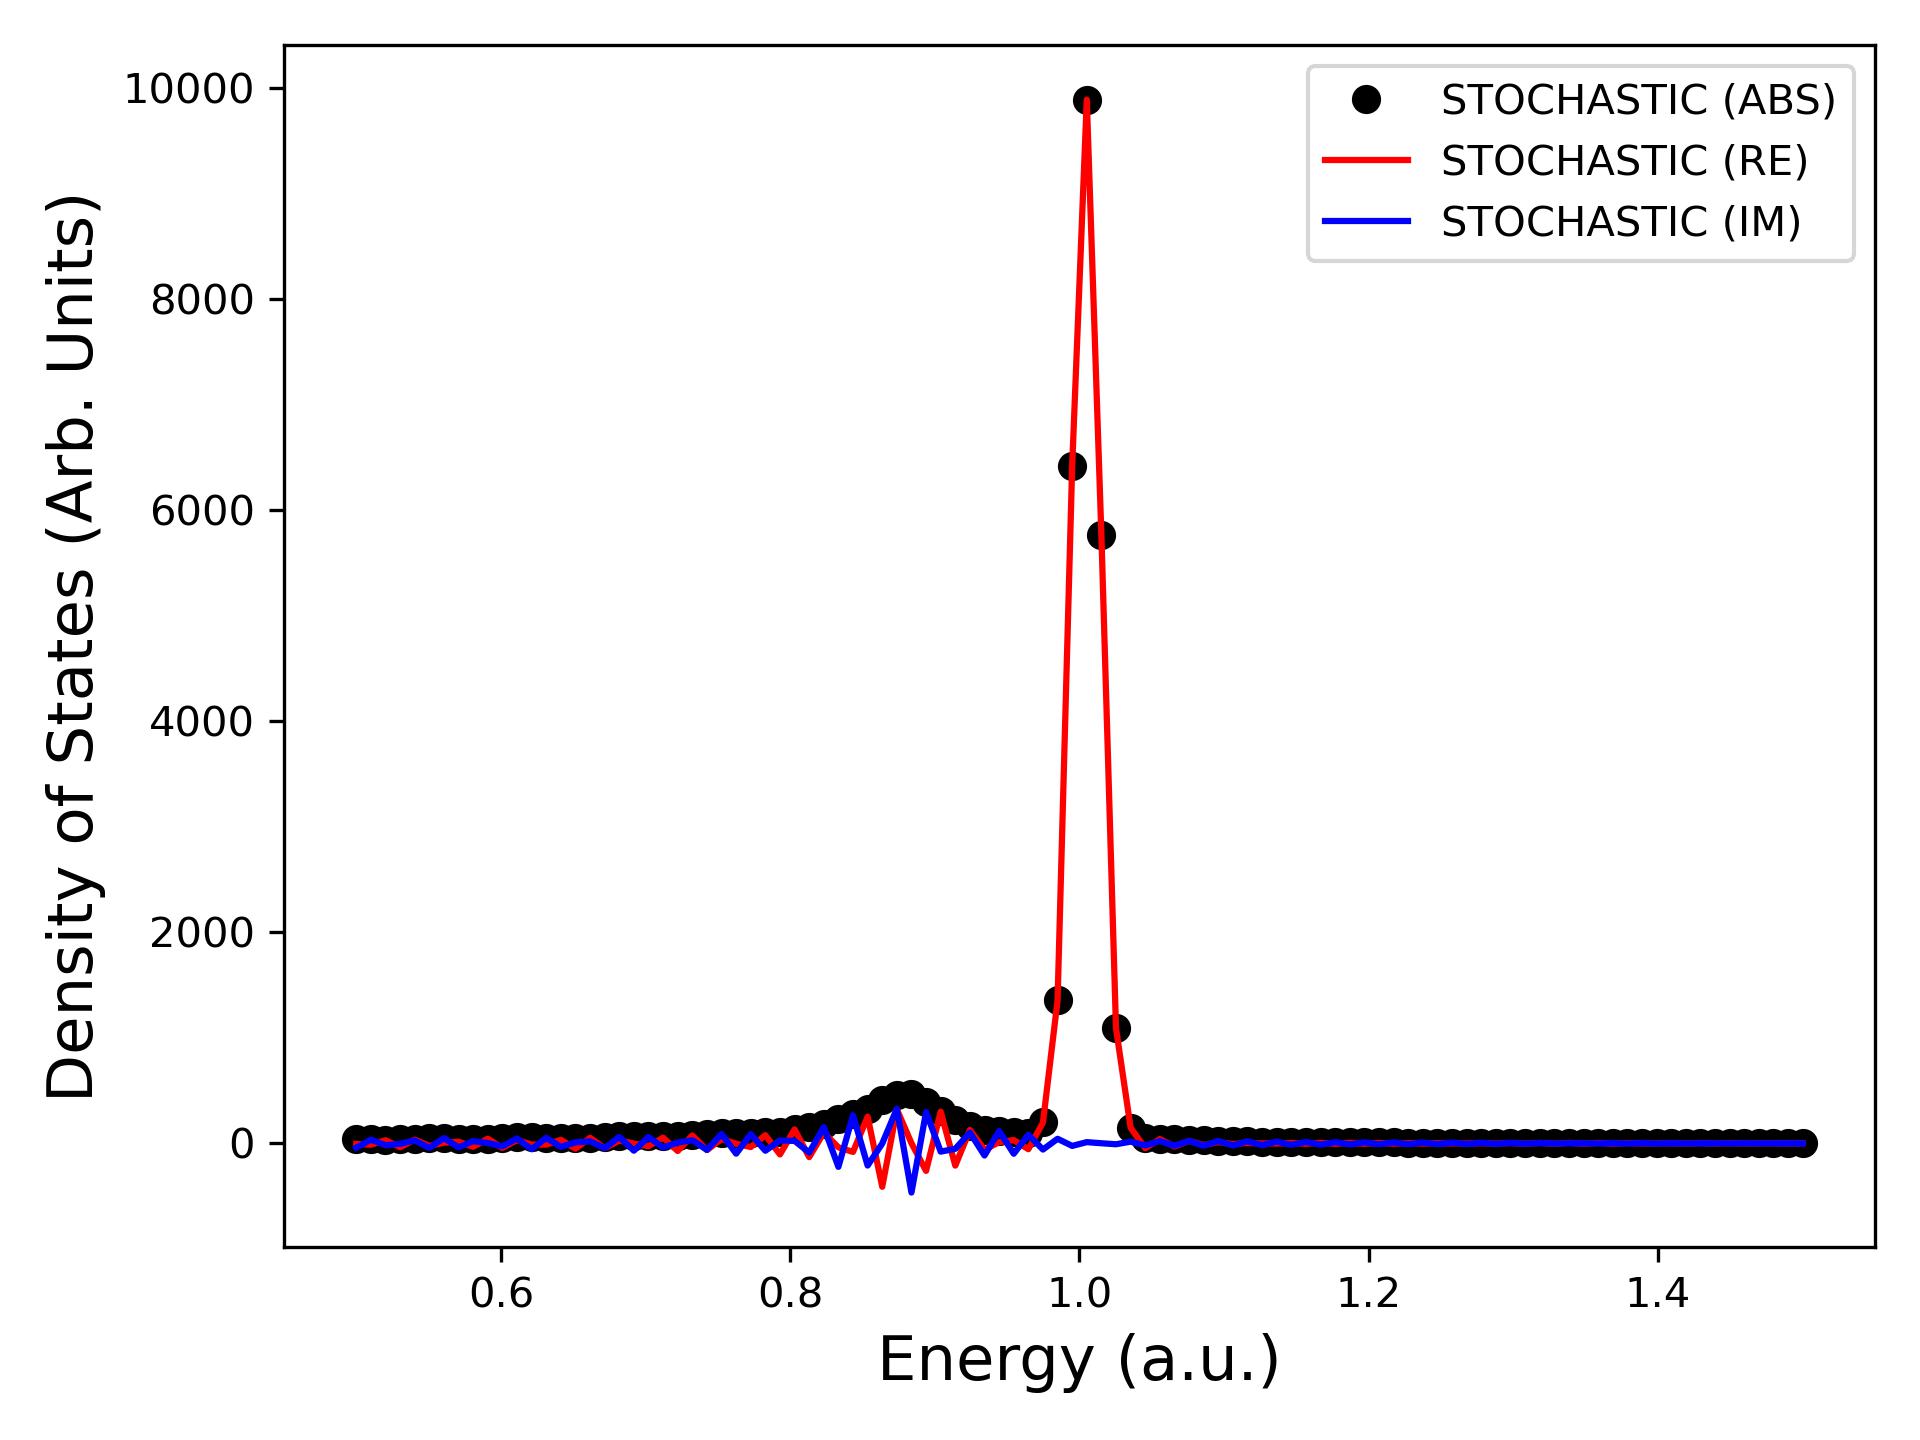 STOCHASTIC (ABS)
STOCHASTIC (RE)
STOCHASTIC (IM)
Density of States (Arb. Units)
10000
8000
6000
4000
2000
0
0.6
0.8
1.0
1.2
1.4
Energy (a.u.)